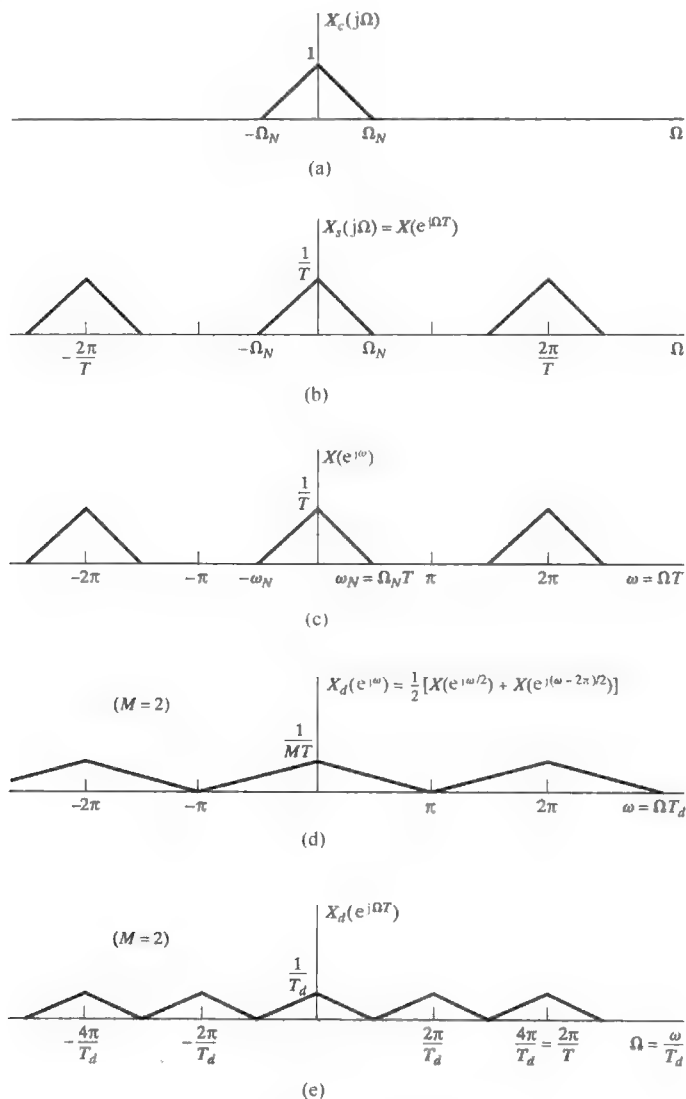 X_c(jΩ)
1
-Ω_N Ω_N Ω
(a)
X_s(jΩ) = X(e^{jΩT})
1/T
-2π/T -Ω_N Ω_N 2π/T Ω
(b)
X(e^{jω})
1/T
-2π -π -ω_N ω_N = Ω_N T π 2π ω = ΩT
(c)
X_d(e^{jω}) = 1/2 [X(e^{jω/2}) + X(e^{j(ω - 2π)/2})]
(M = 2)
1/MT
-2π -π π 2π ω = ΩT_d
(d)
X_d(e^{jΩT})
(M = 2)
1/T_d
-4π/T_d -2π/T_d 2π/T_d 4π/T_d = 2π/T Ω = ω/T_d
(e)